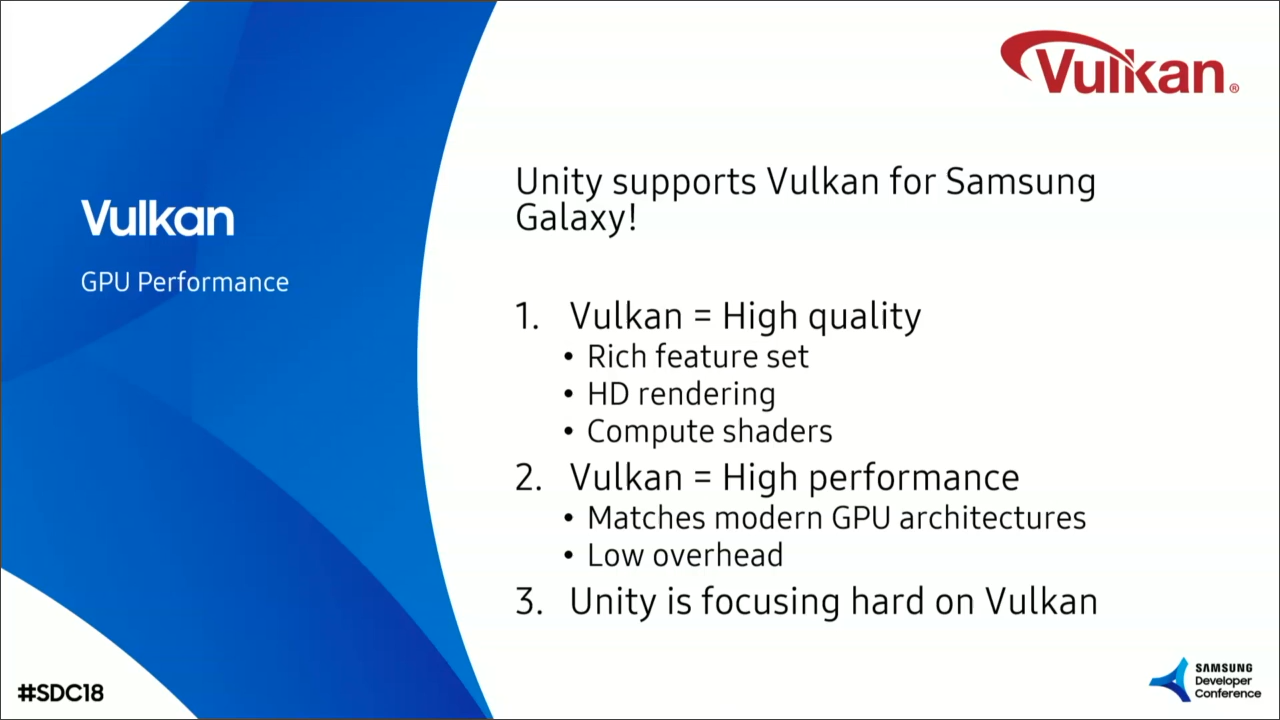 Vulkan®
Vulkan
GPU Performance
Unity supports Vulkan for Samsung
Galaxy!
1. Vulkan = High quality
• Rich feature set
• HD rendering
• Compute shaders
2. Vulkan = High performance
• Matches modern GPU architectures
• Low overhead
3. Unity is focusing hard on Vulkan
#SDC18
SAMSUNG
Developer
Conference